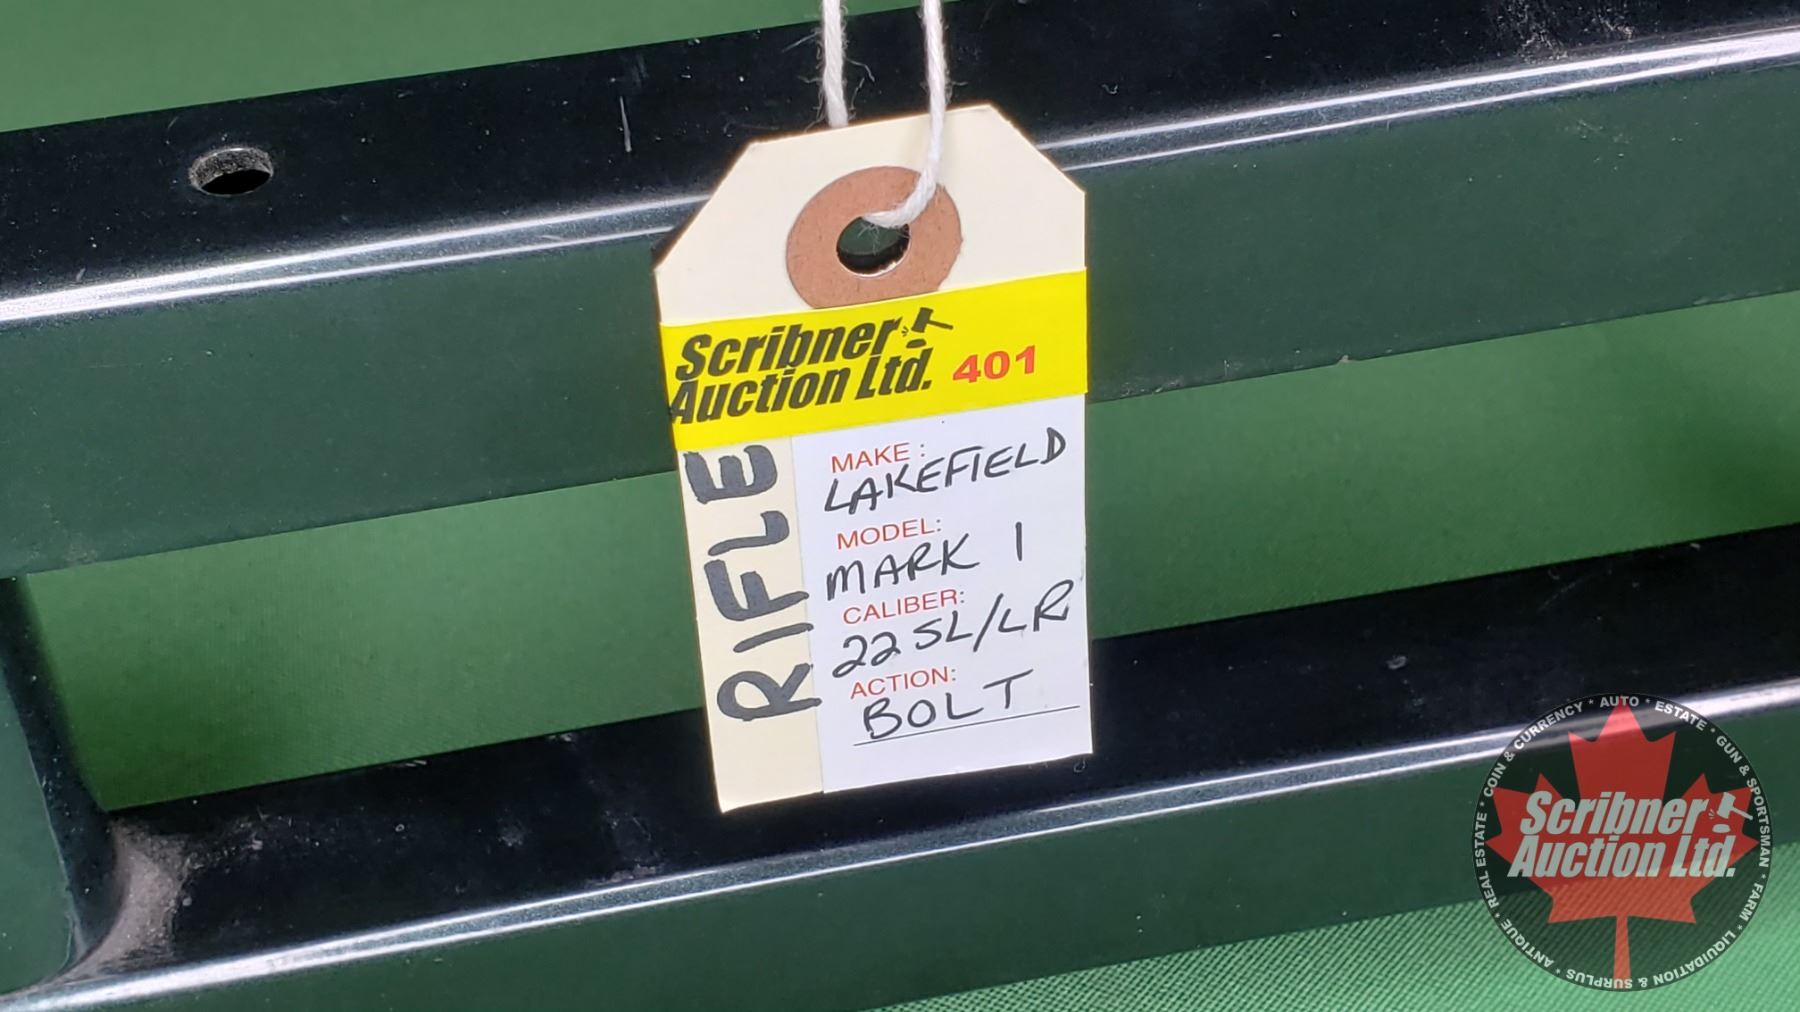 Scribner
Auction Ltd. 401
RIFLE
MAKE:
LAKEFIELD
MODEL:
MARK 1
CALIBER:
22 SL/LR
ACTION:
BOLT
* REAL ESTATE * COIN & CURRENCY * AUTO * ESTATE * GUN & SPORTSMAN * FARM * LIQUIDATION & SURPLUS * ANTIQUE
Scribner
Auction Ltd.